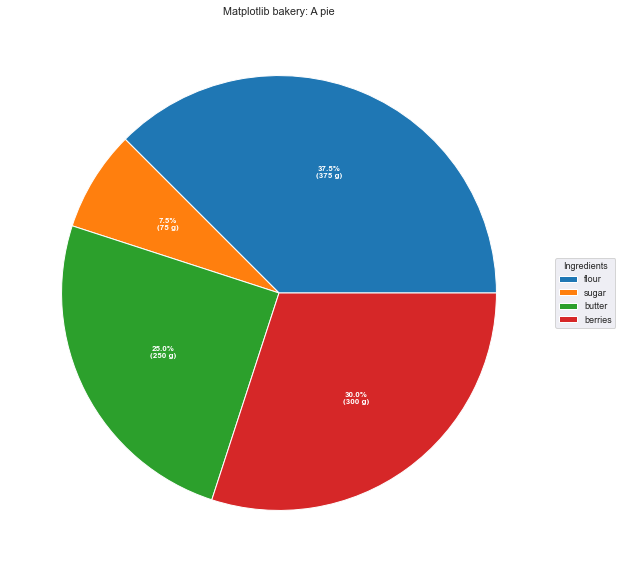 Matplotlib bakery: A pie
37.5%
(375 g)
7.5%
(75 g)
25.0%
(250 g)
30.0%
(300 g)
Ingredients
flour
sugar
butter
berries